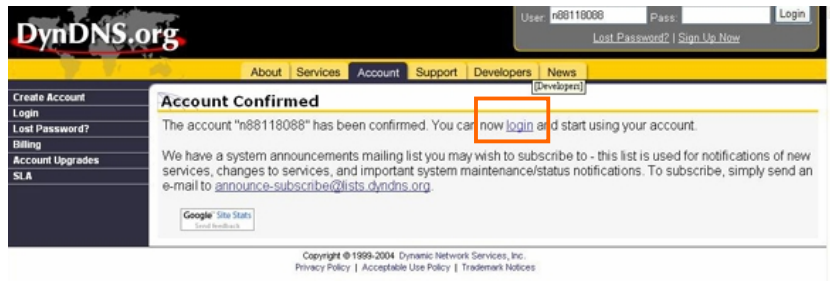 DynDNS.org
User: n88118088 Pass: Login
Lost Password? | Sign Up Now
About Services Account Support Developers News
[Developers]
Create Account
Login
Lost Password?
Billing
Account Upgrades
SLA
Account Confirmed
The account "n88118088" has been confirmed. You can now login and start using your account.
We have a system announcements mailing list you may wish to subscribe to - this list is used for notifications of new
services, changes to services, and important system maintenance/status notifications. To subscribe, simply send an
e-mail to announce-subscribe@lists.dyndns.org.
Google Site Stats
Send feedback
Copyright © 1999-2004 Dynamic Network Services, Inc.
Privacy Policy | Acceptable Use Policy | Trademark Notices